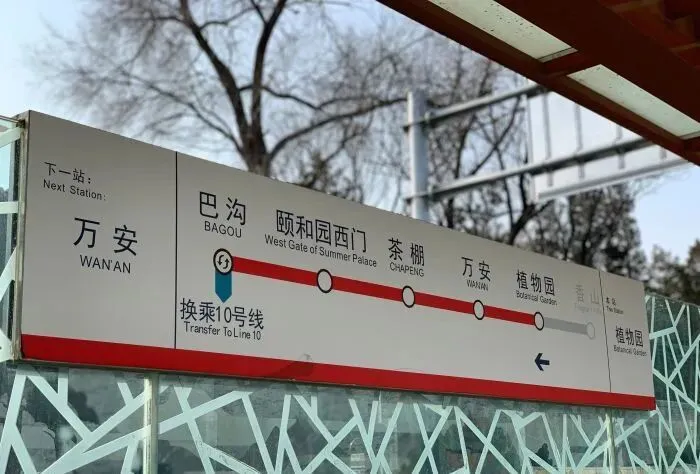 下一站：
Next Station:
万安
WAN'AN
巴沟
BAGOU
换乘10号线
Transfer To Line 10
颐和园西门
West Gate of Summer Palace
茶棚
CHAPENG
万安
WAN'AN
植物园
Botanical Garden
香山
本站
This Station
植物园
Botanical Garden